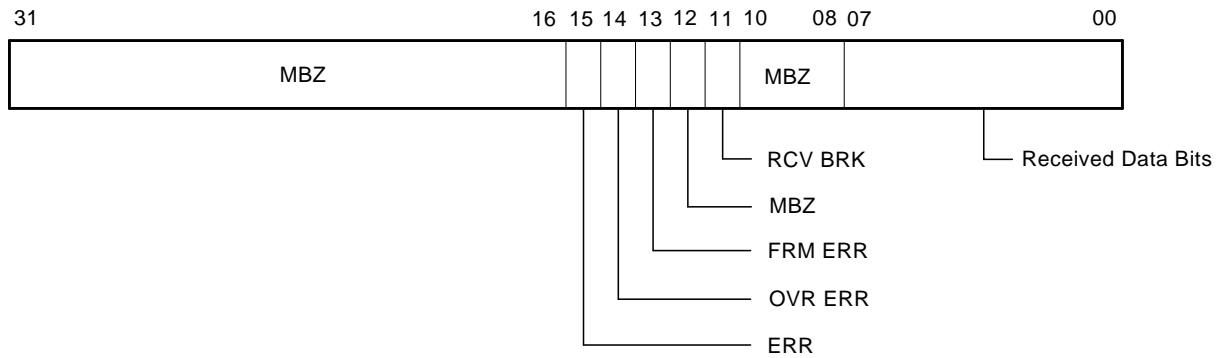 31 16 15 14 13 12 11 10 08 07 00
MBZ MBZ
RCV BRK Received Data Bits
MBZ
FRM ERR
OVR ERR
ERR